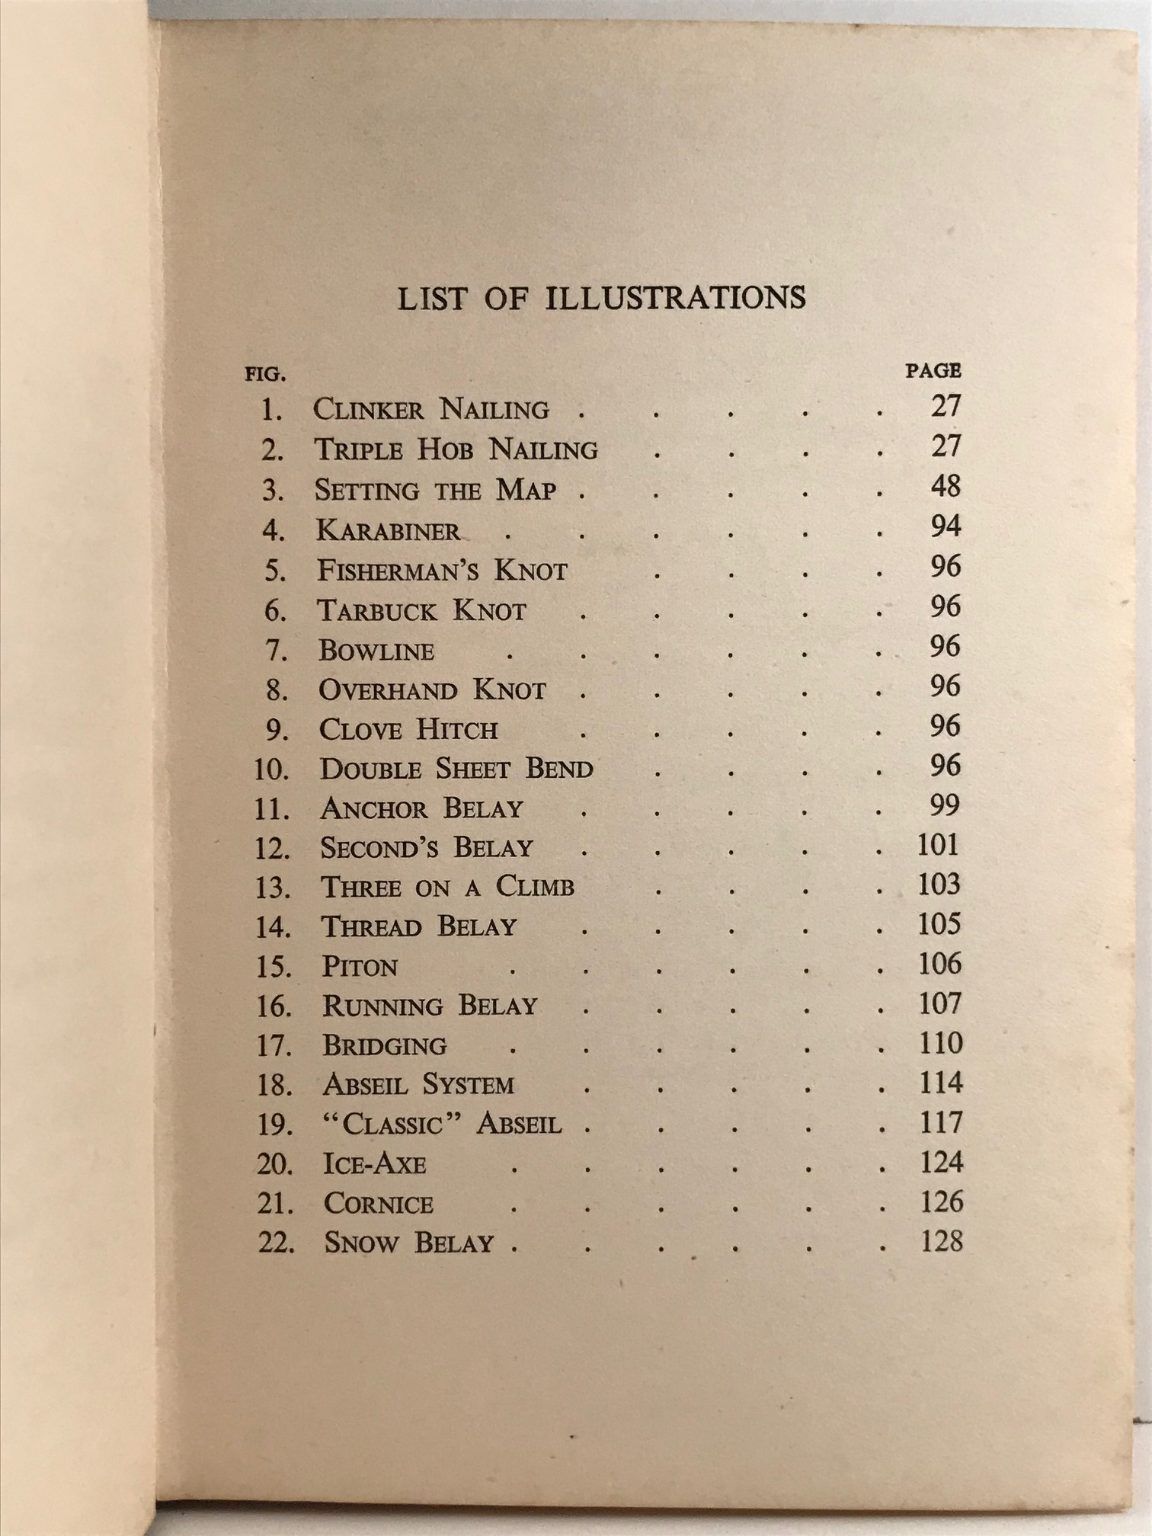 LIST OF ILLUSTRATIONS
FIG. PAGE
1. CLINKER NAILING . . . . . 27
2. TRIPLE HOB NAILING . . . . 27
3. SETTING THE MAP . . . . . 48
4. KARABINER . . . . . . 94
5. FISHERMAN'S KNOT . . . . 96
6. TARBUCK KNOT . . . . . 96
7. BOWLINE . . . . . . 96
8. OVERHAND KNOT . . . . . 96
9. CLOVE HITCH . . . . . 96
10. DOUBLE SHEET BEND . . . . 96
11. ANCHOR BELAY . . . . . 99
12. SECOND'S BELAY . . . . . 101
13. THREE ON A CLIMB . . . . 103
14. THREAD BELAY . . . . . 105
15. PITON . . . . . . 106
16. RUNNING BELAY . . . . . 107
17. BRIDGING . . . . . . 110
18. ABSEIL SYSTEM . . . . . 114
19. "CLASSIC" ABSEIL . . . . . 117
20. ICE-AXE . . . . . . 124
21. CORNICE . . . . . . 126
22. SNOW BELAY . . . . . . 128